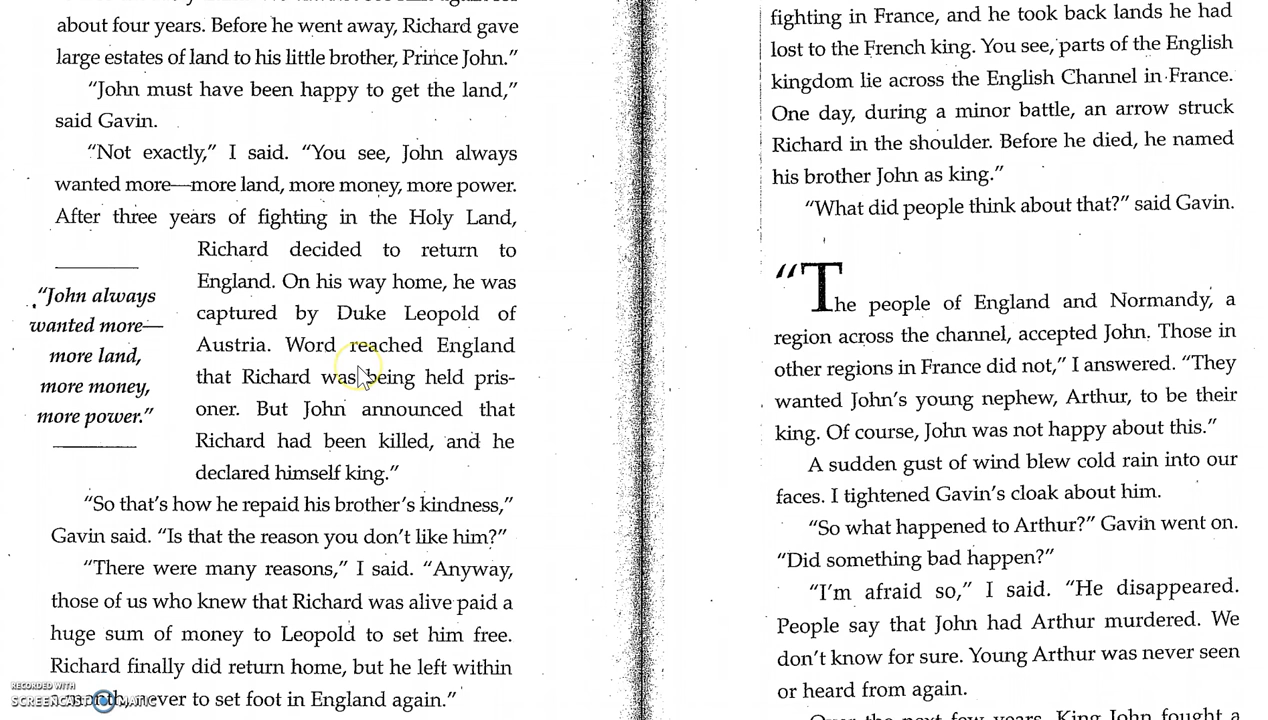 about four years. Before he went away, Richard gave
large estates of land to his little brother, Prince John."
"John must have been happy to get the land,"
said Gavin.
"Not exactly," I said. "You see, John always
wanted more—more land, more money, more power.
After three years of fighting in the Holy Land,
Richard decided to return to
England. On his way home, he was
captured by Duke Leopold of
Austria. Word reached England
that Richard was being held pris-
oner. But John announced that
Richard had been killed, and he
declared himself king."
"John always
wanted more—
more land,
more money,
more power."
"So that's how he repaid his brother's kindness,"
Gavin said. "Is that the reason you don't like him?"
"There were many reasons," I said. "Anyway,
those of us who knew that Richard was alive paid a
huge sum of money to Leopold to set him free.
Richard finally did return home, but he left within
never to set foot in England again."
fighting in France, and he took back lands he had
lost to the French king. You see, parts of the English
kingdom lie across the English Channel in France.
One day, during a minor battle, an arrow struck
Richard in the shoulder. Before he died, he named
his brother John as king."
"What did people think about that?" said Gavin.
"The people of England and Normandy, a
region across the channel, accepted John. Those in
other regions in France did not," I answered. "They
wanted John's young nephew, Arthur, to be their
king. Of course, John was not happy about this."
A sudden gust of wind blew cold rain into our
faces. I tightened Gavin's cloak about him.
"So what happened to Arthur?" Gavin went on.
"Did something bad happen?"
"I'm afraid so," I said. "He disappeared.
People say that John had Arthur murdered. We
don't know for sure. Young Arthur was never seen
or heard from again.
Over the next few years, King John fought a
RECORDED WITH
SCREENCAST MATIC